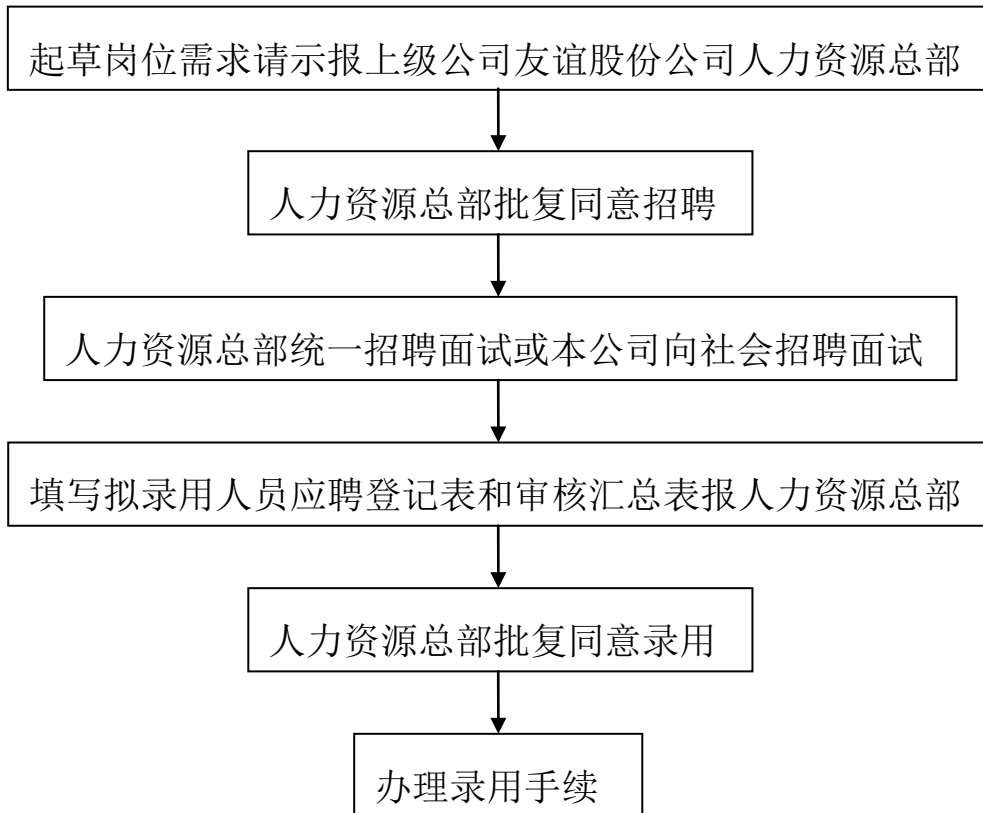 起草岗位需求请示报上级公司友谊股份公司人力资源总部
人力资源总部批复同意招聘
人力资源总部统一招聘面试或本公司向社会招聘面试
填写拟录用人员应聘登记表和审核汇总表报人力资源总部
人力资源总部批复同意录用
办理录用手续